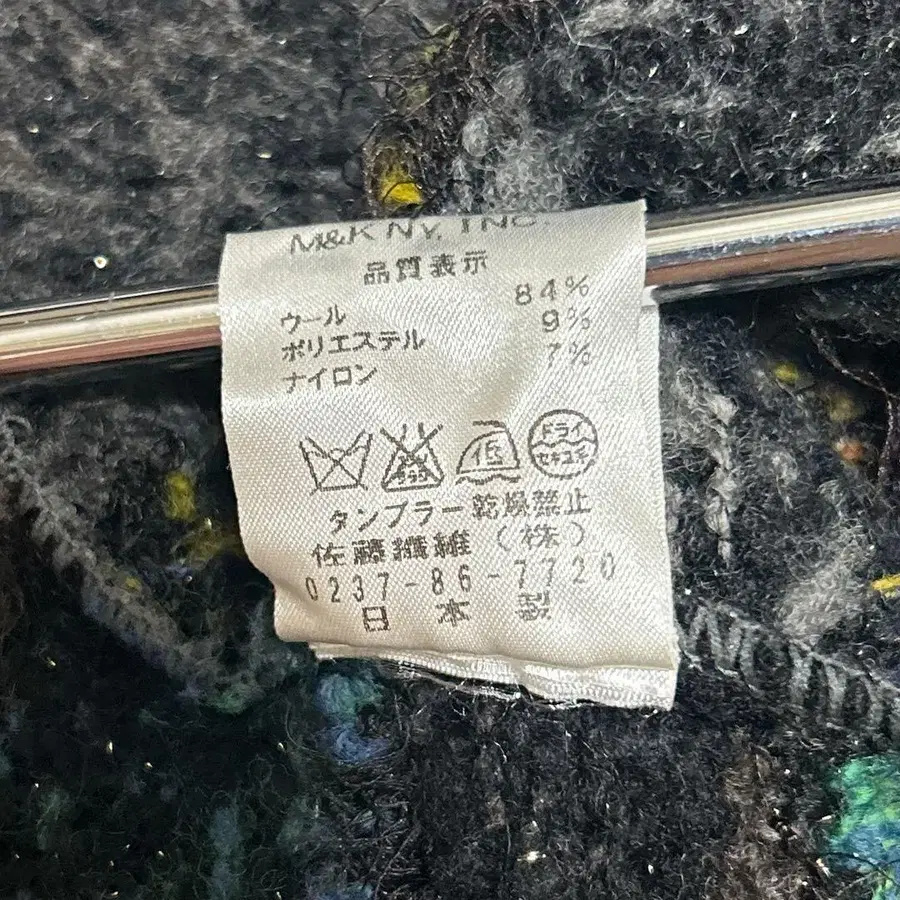 M&K NY, INC.
品質表示
ウール 84%
ポリエステル 9%
ナイロン 7%
ドライ
セキユ系
タンブラー乾燥禁止
佐藤繊維（株）
0237-86-7720
日本製